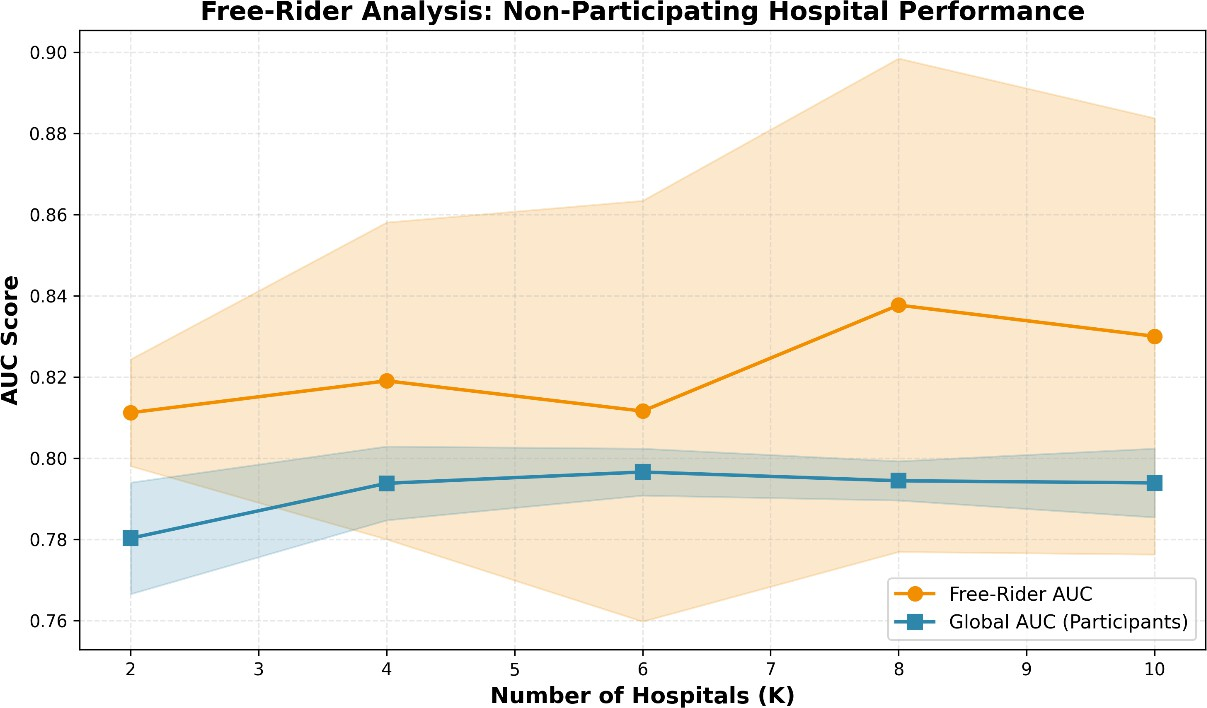 Free-Rider Analysis: Non-Participating Hospital Performance
AUC Score
0.90
0.88
0.86
0.84
0.82
0.80
0.78
0.76
2 3 4 5 6 7 8 9 10
Number of Hospitals (K)
Free-Rider AUC
Global AUC (Participants)